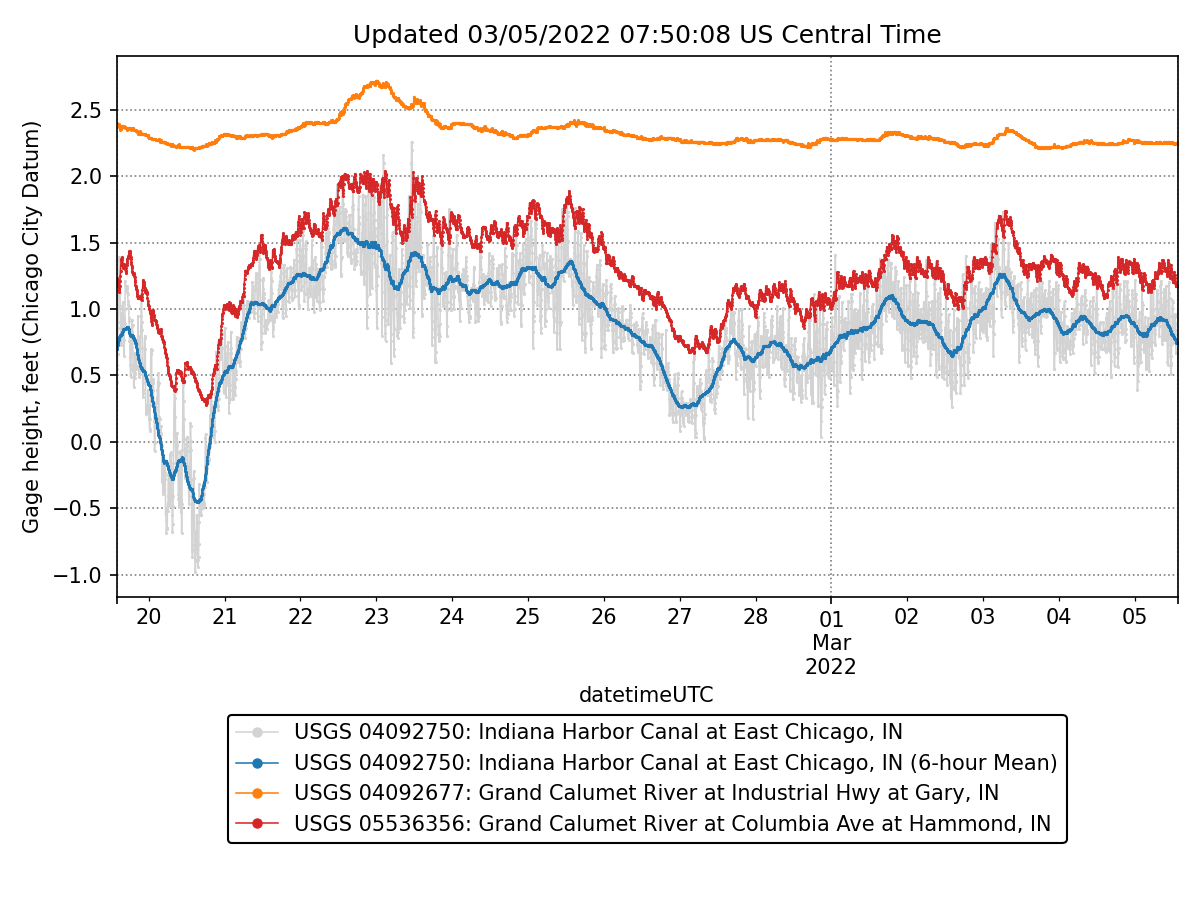 Updated 03/05/2022 07:50:08 US Central Time
Gage height, feet (Chicago City Datum)
2.5
2.0
1.5
1.0
0.5
0.0
−0.5
−1.0
20 21 22 23 24 25 26 27 28 01 02 03 04 05
Mar
2022
datetimeUTC
USGS 04092750: Indiana Harbor Canal at East Chicago, IN
USGS 04092750: Indiana Harbor Canal at East Chicago, IN (6-hour Mean)
USGS 04092677: Grand Calumet River at Industrial Hwy at Gary, IN
USGS 05536356: Grand Calumet River at Columbia Ave at Hammond, IN